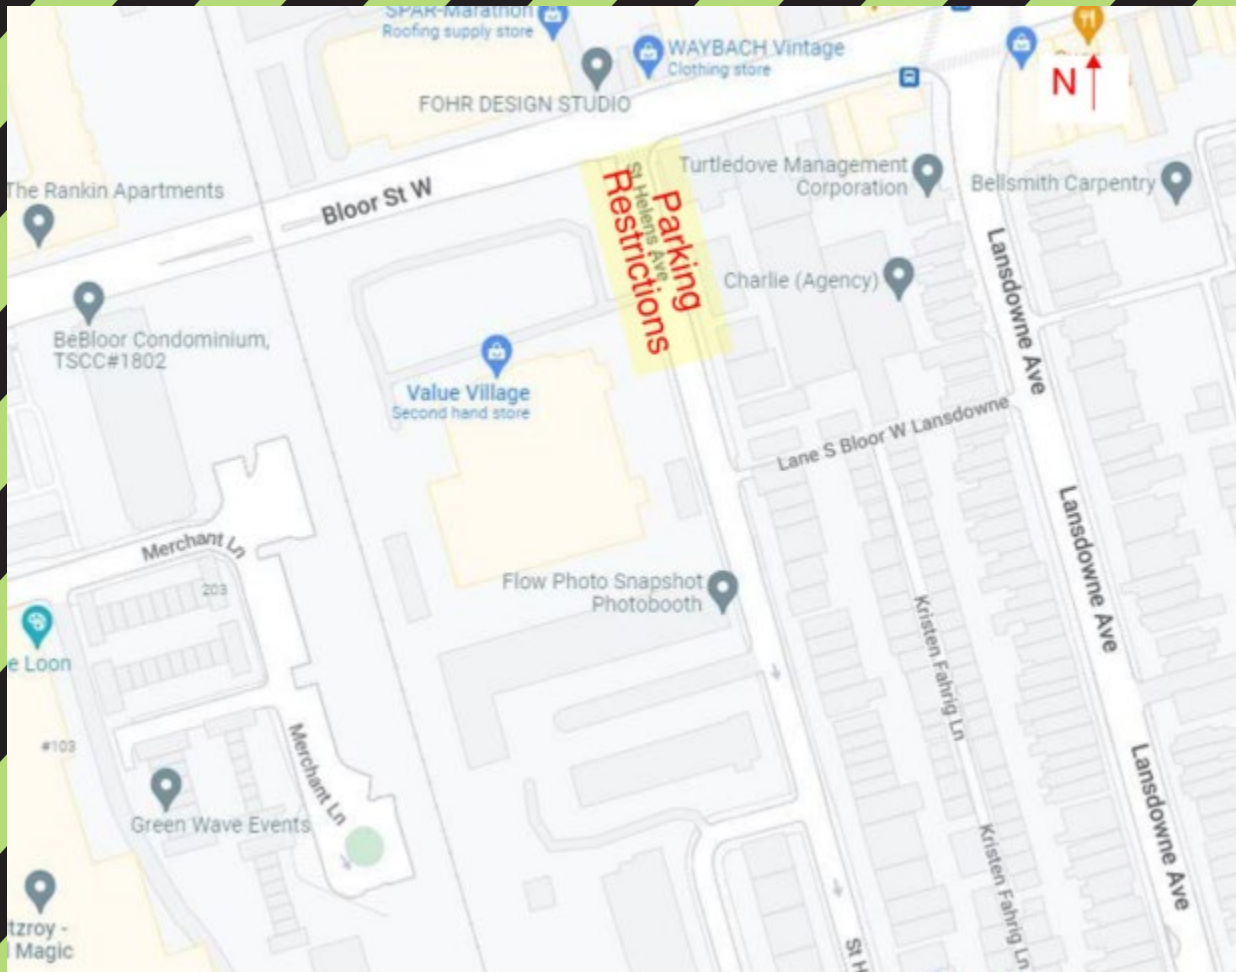 SPAR-Marathon
Roofing supply store
WAYBACH Vintage
Clothing store
N
FOHR DESIGN STUDIO
The Rankin Apartments
Bloor St W
St Helens Ave
Parking
Restrictions
Turtledove Management
Corporation
Bellsmith Carpentry
Charlie (Agency)
Lansdowne Ave
BeBloor Condominium,
TSCC#1802
Value Village
Second hand store
Lane S Bloor W Lansdowne
Lansdowne Ave
Merchant Ln
203
Flow Photo Snapshot
Photobooth
Kristen Fahrig Ln
e Loon
#103
Merchant Ln
Lansdowne Ave
Green Wave Events
Kristen Fahrig Ln
tzroy -
l Magic
St H